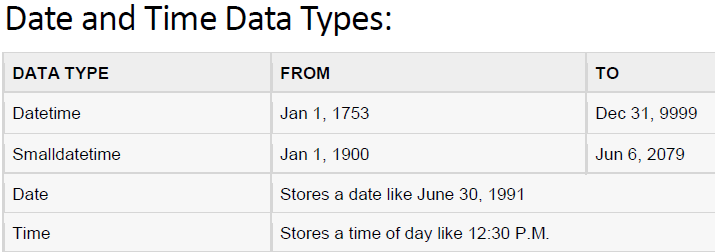 Date and Time Data Types:
DATA TYPE FROM TO
Datetime Jan 1, 1753 Dec 31, 9999
Smalldatetime Jan 1, 1900 Jun 6, 2079
Date Stores a date like June 30, 1991
Time Stores a time of day like 12:30 P.M.